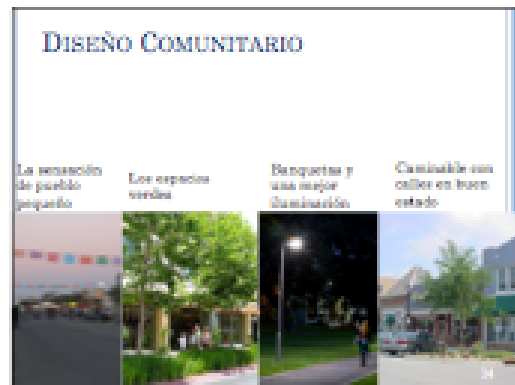 Diseño Comunitario
La sensación
de pueblo
pequeño
Los espacios
verdes
Banquetas y
una mejor
iluminación
Caminable con
calles en buen
estado